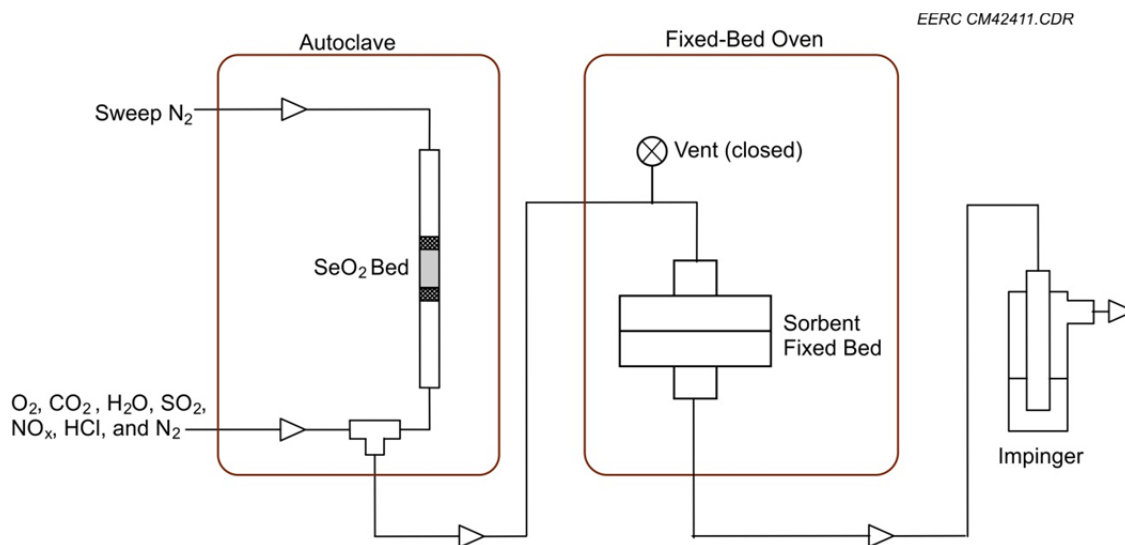 EERC CM42411.CDR
Autoclave
Fixed-Bed Oven
Sweep N₂
Vent (closed)
SeO₂ Bed
Sorbent
Fixed Bed
O₂, CO₂ , H₂O, SO₂,
NOₓ, HCl, and N₂
Impinger